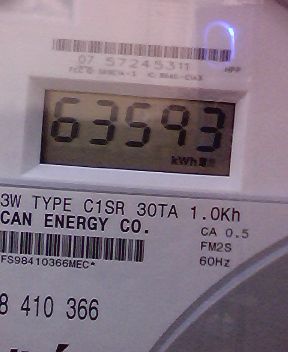 07 57245311
HPP
63593
kWh
3W TYPE C1SR 30TA 1.0Kh
CAN ENERGY CO.
CA 0.5
FM2S
FS98410366MEC*
60Hz
8 410 366